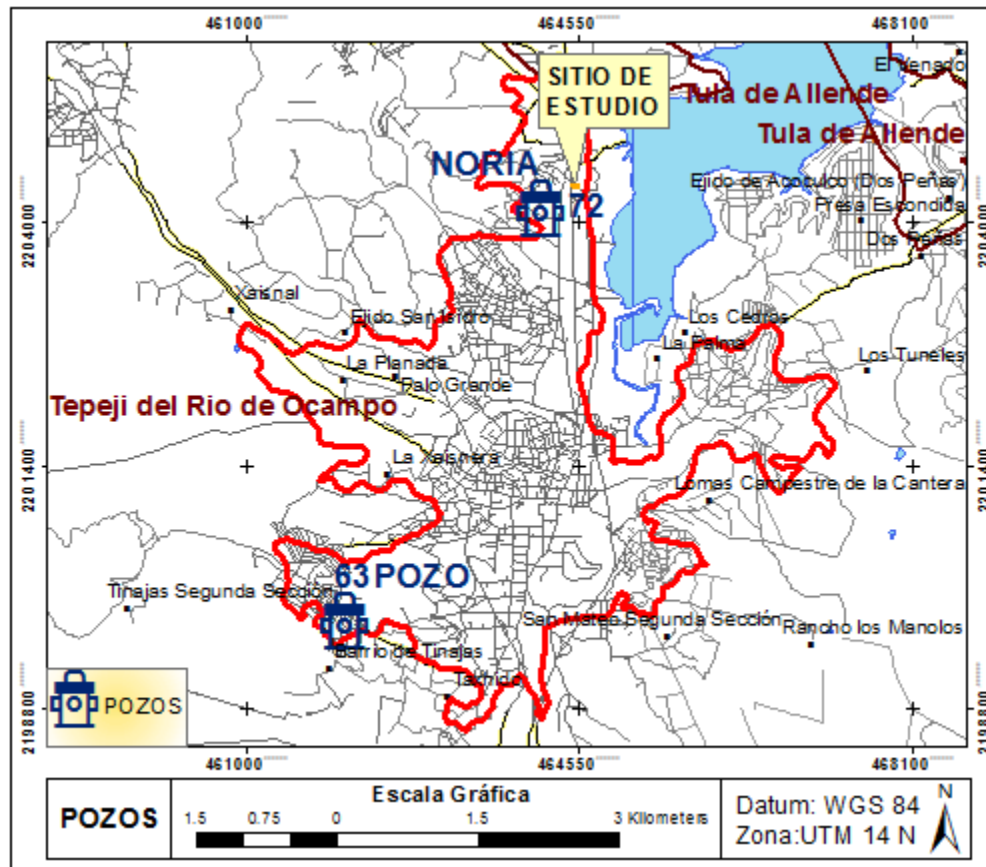 461000 464550 468100
El Venado
SITIO DE
ESTUDIO
Tula de Allende
Tula de Allende
NORIA
72
Ejido de Acoculco (Dos Peñas)
Presa Escondida
2204000
2204000
Dos Peñas
Xaisnal
Ejido San Isidro
Los Cedros
La Palma
La Planada
Los Tuneles
Palo Grande
Tepeji del Rio de Ocampo
2201400
2201400
La Xaisnera
Lomas Campestre de la Cantera
63 POZO
Tinajas Segunda Sección
San Mateo Segunda Sección
Rancho los Manolos
Barrio de Tinajas
Taxhido
POZOS
2198800
2198800
461000 464550 468100
POZOS
Escala Gráfica
1.5 0.75 0 1.5 3 Kilometers
Datum: WGS 84
Zona:UTM 14 N
N